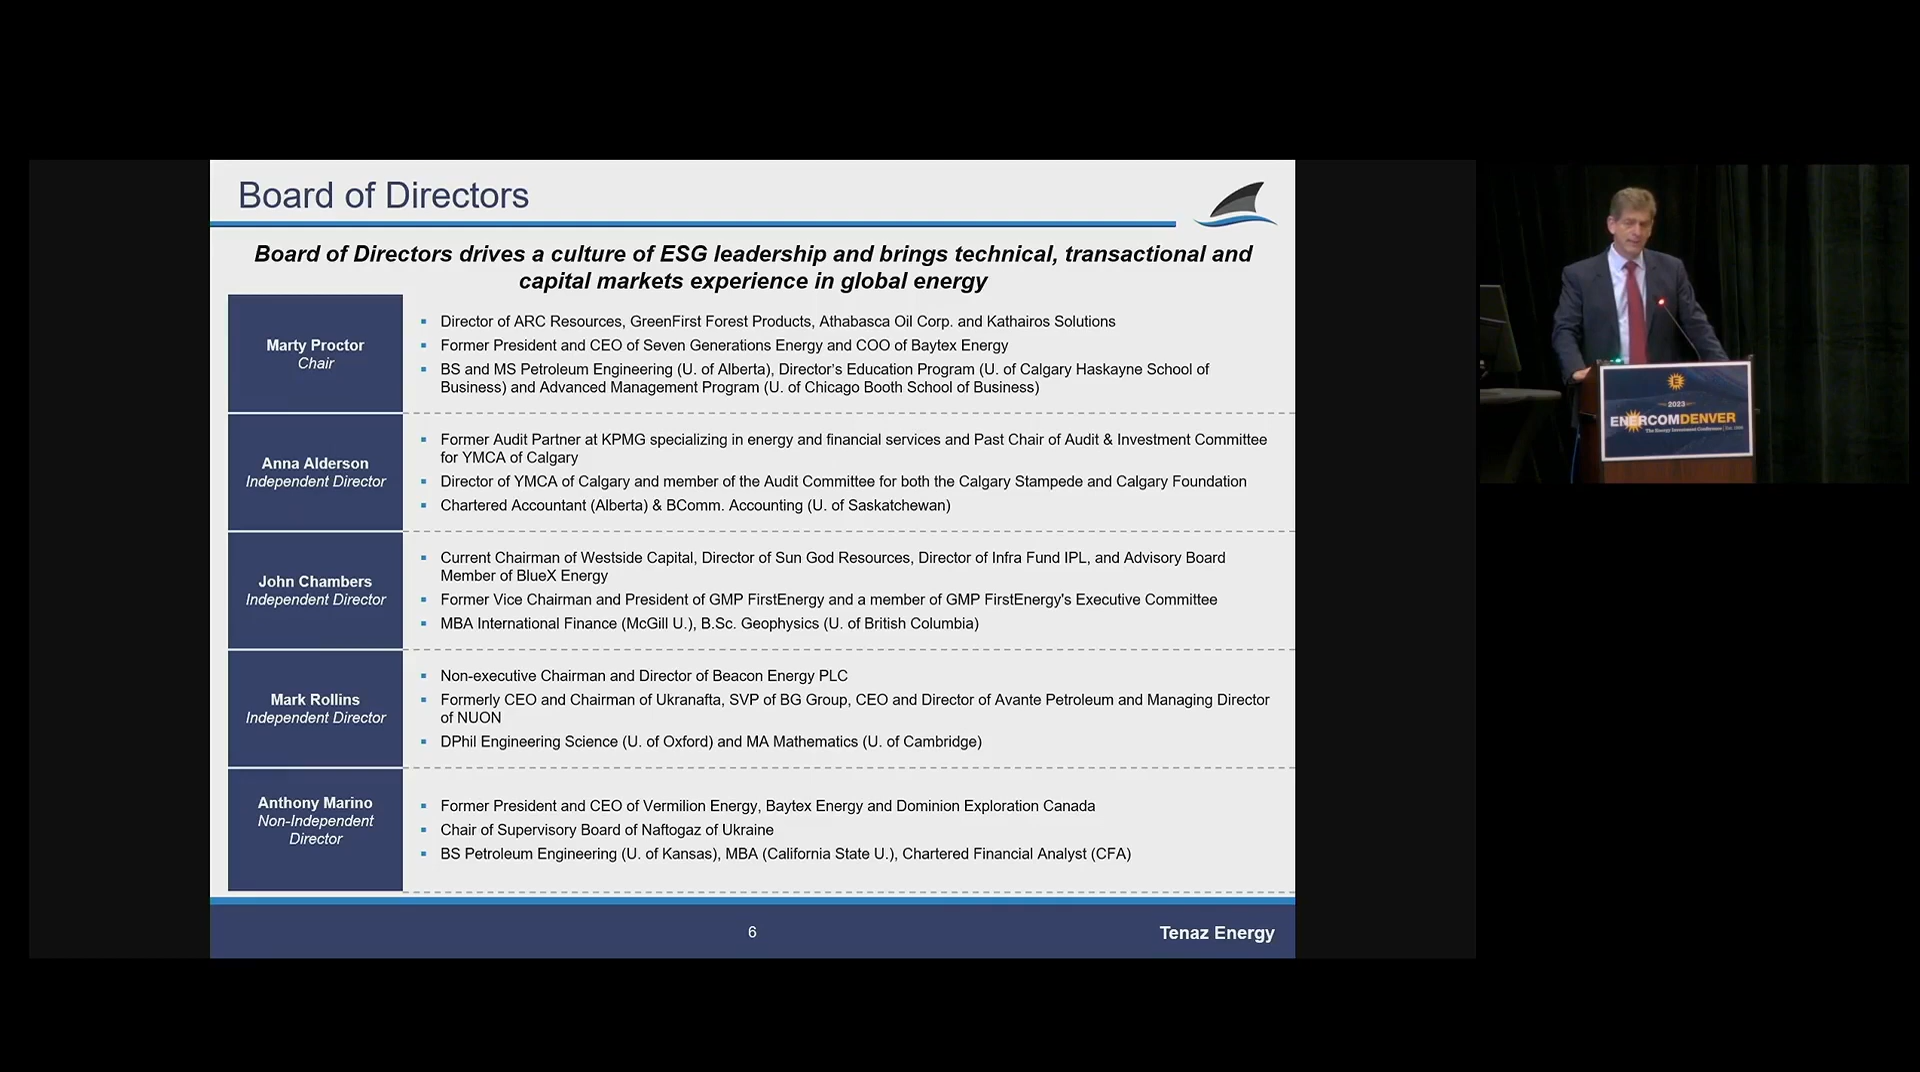 Board of Directors
Board of Directors drives a culture of ESG leadership and brings technical, transactional and
capital markets experience in global energy
Marty Proctor
Chair
▪ Director of ARC Resources, GreenFirst Forest Products, Athabasca Oil Corp. and Kathairos Solutions
▪ Former President and CEO of Seven Generations Energy and COO of Baytex Energy
▪ BS and MS Petroleum Engineering (U. of Alberta), Director's Education Program (U. of Calgary Haskayne School of
Business) and Advanced Management Program (U. of Chicago Booth School of Business)
Anna Alderson
Independent Director
▪ Former Audit Partner at KPMG specializing in energy and financial services and Past Chair of Audit & Investment Committee
for YMCA of Calgary
▪ Director of YMCA of Calgary and member of the Audit Committee for both the Calgary Stampede and Calgary Foundation
▪ Chartered Accountant (Alberta) & BComm. Accounting (U. of Saskatchewan)
John Chambers
Independent Director
▪ Current Chairman of Westside Capital, Director of Sun God Resources, Director of Infra Fund IPL, and Advisory Board
Member of BlueX Energy
▪ Former Vice Chairman and President of GMP FirstEnergy and a member of GMP FirstEnergy's Executive Committee
▪ MBA International Finance (McGill U.), B.Sc. Geophysics (U. of British Columbia)
Mark Rollins
Independent Director
▪ Non-executive Chairman and Director of Beacon Energy PLC
▪ Formerly CEO and Chairman of Ukranafta, SVP of BG Group, CEO and Director of Avante Petroleum and Managing Director
of NUON
▪ DPhil Engineering Science (U. of Oxford) and MA Mathematics (U. of Cambridge)
Anthony Marino
Non-Independent
Director
▪ Former President and CEO of Vermilion Energy, Baytex Energy and Dominion Exploration Canada
▪ Chair of Supervisory Board of Naftogaz of Ukraine
▪ BS Petroleum Engineering (U. of Kansas), MBA (California State U.), Chartered Financial Analyst (CFA)
6
Tenaz Energy
E
2023
ENERCOMDENVER
The Energy Investment Conference